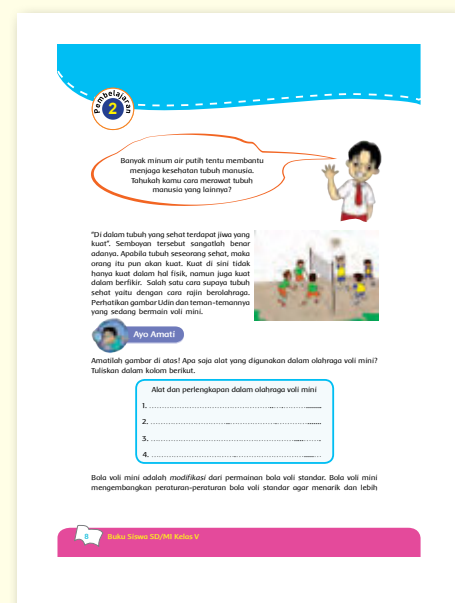 Pembelajaran
2
Banyak minum air putih tentu membantu
menjaga kesehatan tubuh manusia.
Tahukah kamu cara merawat tubuh
manusia yang lainnya?
"Di dalam tubuh yang sehat terdapat jiwa yang
kuat". Semboyan tersebut sangatlah benar
adanya. Apabila tubuh seseorang sehat, maka
orang itu pun akan kuat. Kuat di sini tidak
hanya kuat dalam hal fisik, namun juga kuat
dalam berfikir. Salah satu cara supaya tubuh
sehat yaitu dengan cara rajin berolahraga.
Perhatikan gambar Udin dan teman-temannya
yang sedang bermain voli mini.
Ayo Amati
Amatilah gambar di atas! Apa saja alat yang digunakan dalam olahraga voli mini?
Tuliskan dalam kolom berikut.
Alat dan perlengkapan dalam olahraga voli mini
1. ..................................................
2. ..................................................
3. ..................................................
4. ..................................................
Bola voli mini adalah modifikasi dari permainan bola voli standar. Bola voli mini
mengembangkan peraturan-peraturan bola voli standar agar menarik dan lebih
8 Buku Siswa SD/MI Kelas V